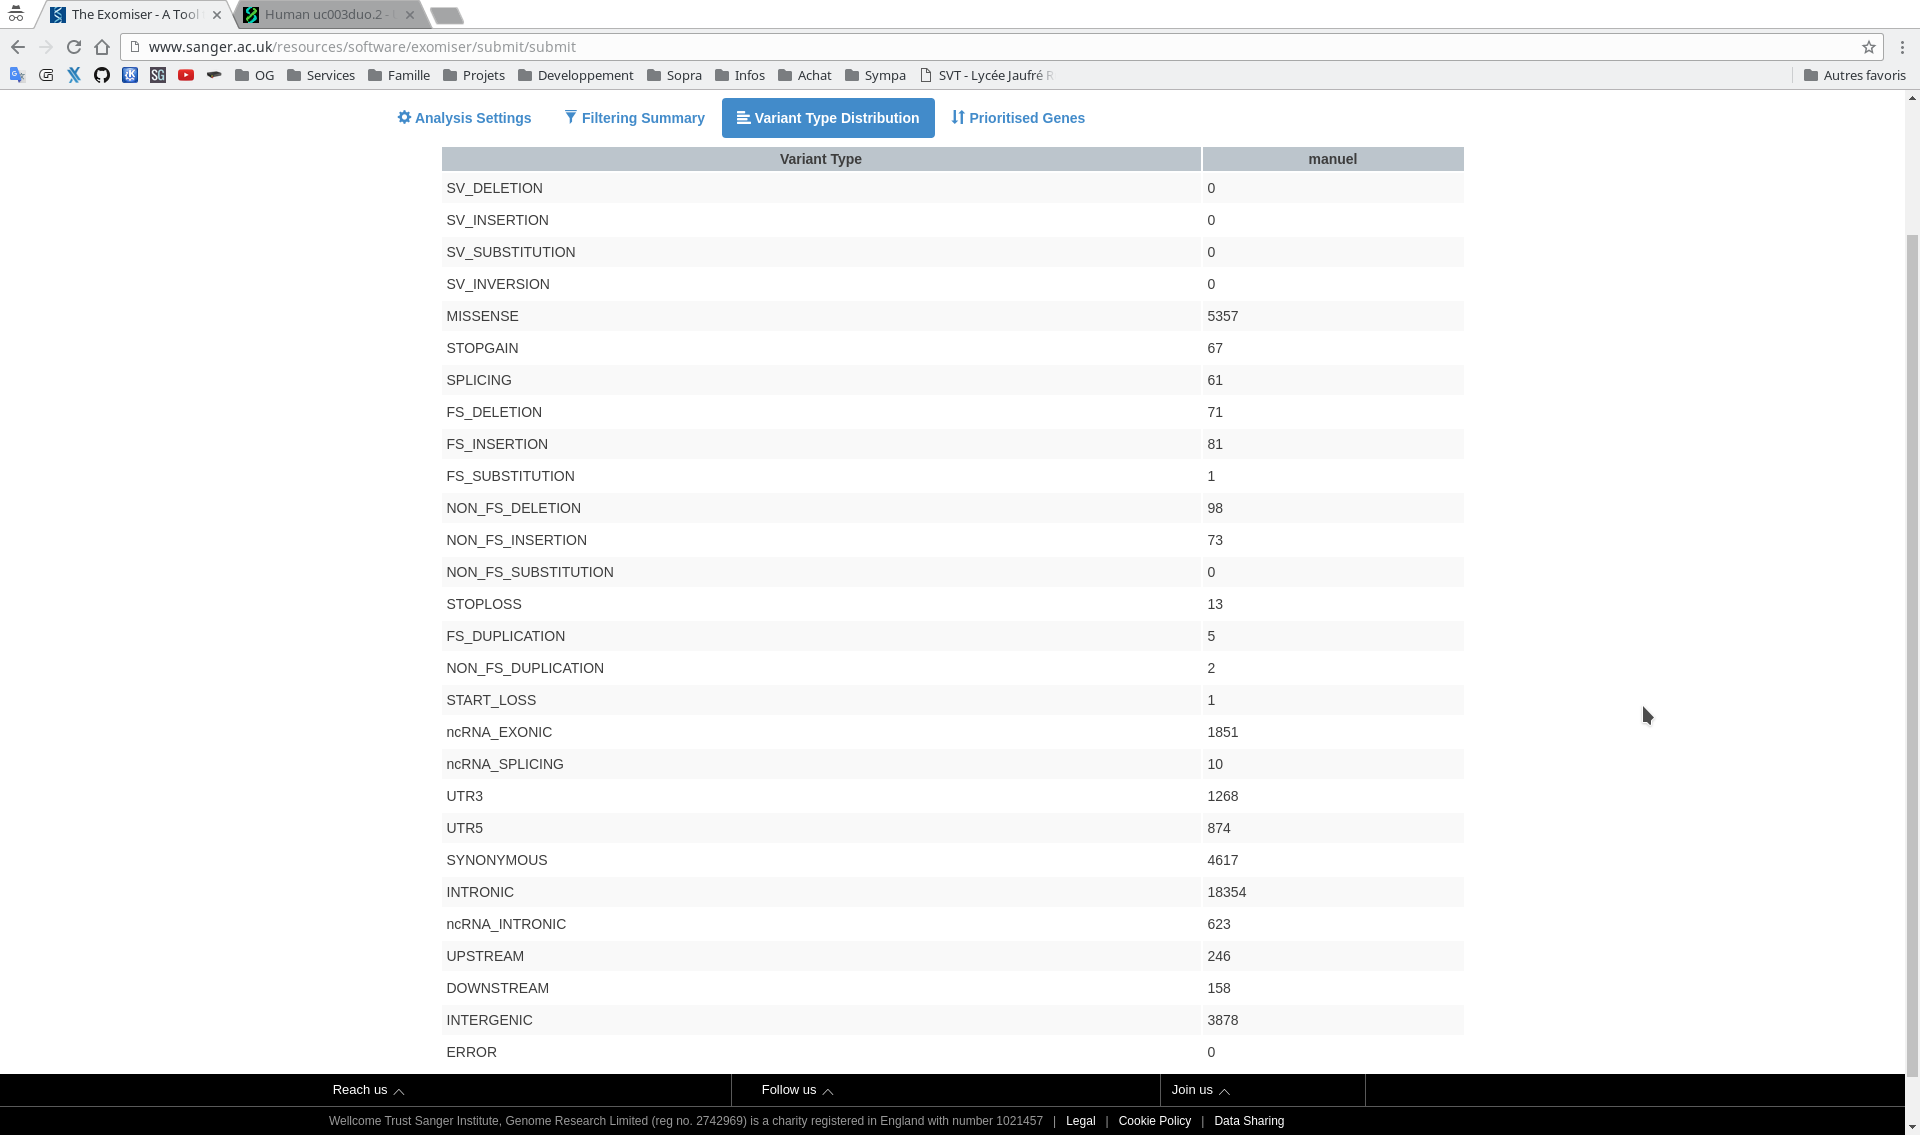 The Exomiser - A Tool
Human uc003duo.2 -
www.sanger.ac.uk/resources/software/exomiser/submit/submit
OG Services Famille Projets Developpement Sopra Infos Achat Sympa SVT - Lycée Jaufré R Autres favoris
Analysis Settings Filtering Summary Variant Type Distribution Prioritised Genes
Variant Type manuel
SV_DELETION 0
SV_INSERTION 0
SV_SUBSTITUTION 0
SV_INVERSION 0
MISSENSE 5357
STOPGAIN 67
SPLICING 61
FS_DELETION 71
FS_INSERTION 81
FS_SUBSTITUTION 1
NON_FS_DELETION 98
NON_FS_INSERTION 73
NON_FS_SUBSTITUTION 0
STOPLOSS 13
FS_DUPLICATION 5
NON_FS_DUPLICATION 2
START_LOSS 1
ncRNA_EXONIC 1851
ncRNA_SPLICING 10
UTR3 1268
UTR5 874
SYNONYMOUS 4617
INTRONIC 18354
ncRNA_INTRONIC 623
UPSTREAM 246
DOWNSTREAM 158
INTERGENIC 3878
ERROR 0
Reach us Follow us Join us
Wellcome Trust Sanger Institute, Genome Research Limited (reg no. 2742969) is a charity registered in England with number 1021457 | Legal | Cookie Policy | Data Sharing